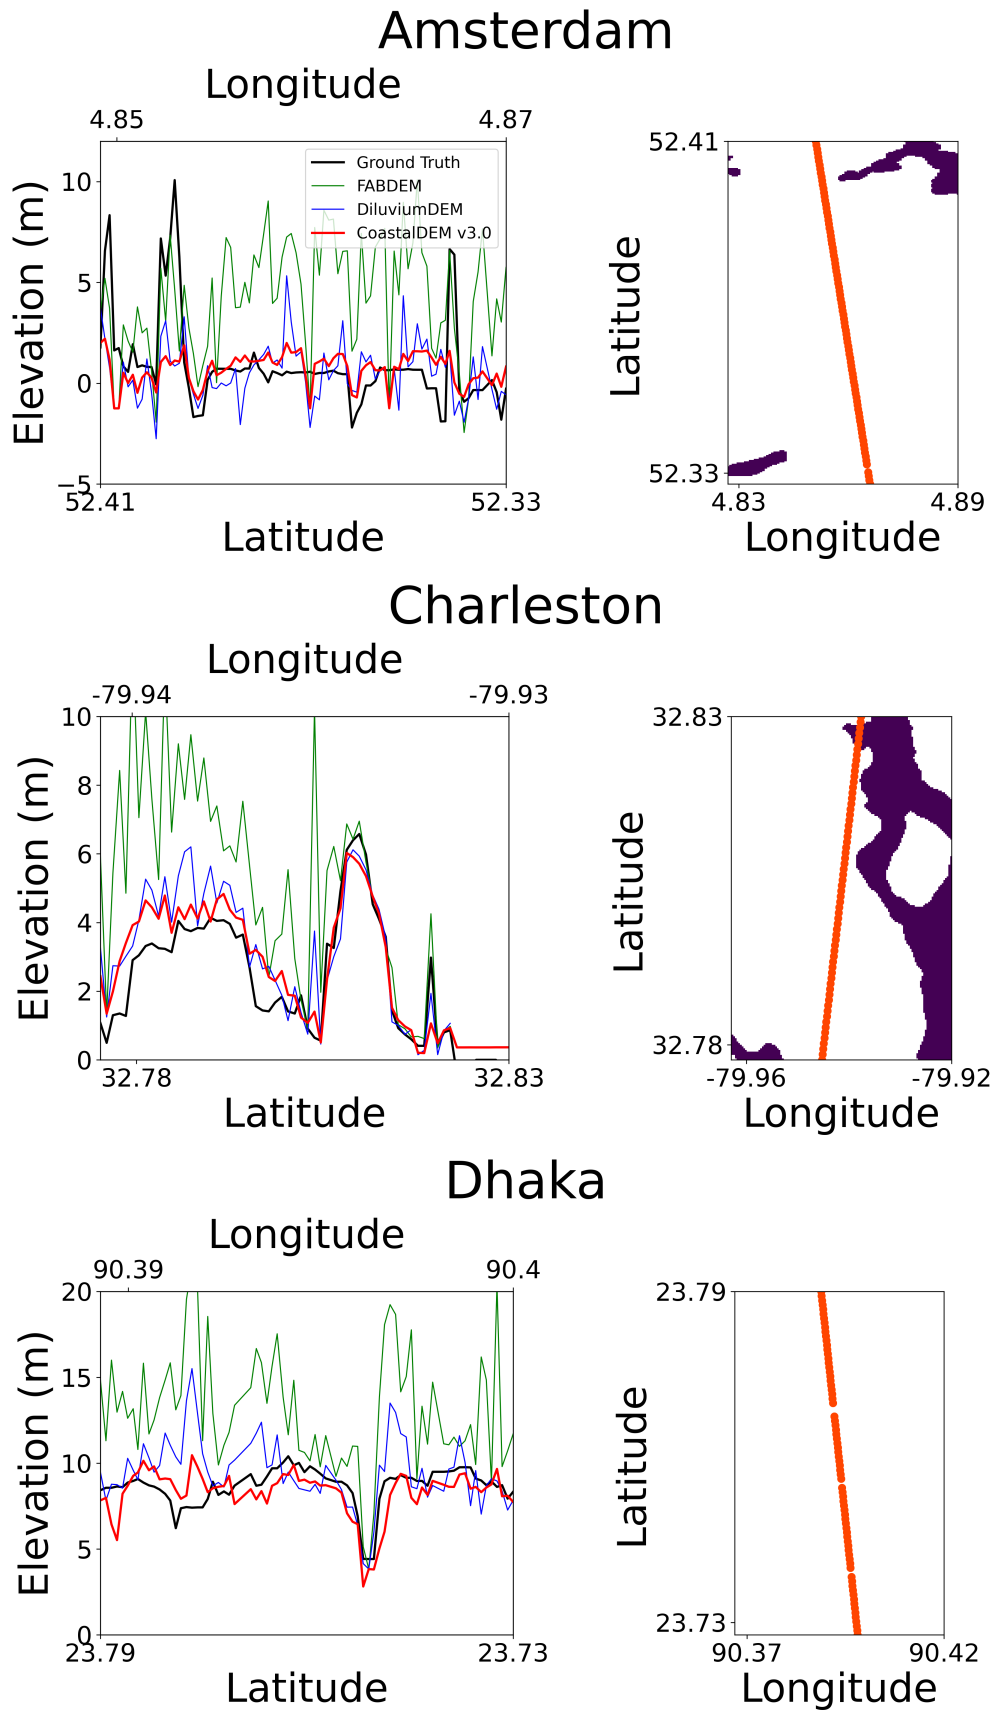 Amsterdam
Longitude
4.85 4.87
10
5
0
−5
Elevation (m)
Ground Truth
FABDEM
DiluviumDEM
CoastalDEM v3.0
52.41 52.33
Latitude
52.41
52.33
Latitude
4.83 4.89
Longitude
Charleston
Longitude
-79.94 -79.93
10
8
6
4
2
0
Elevation (m)
32.78 32.83
Latitude
32.83
32.78
Latitude
-79.96 -79.92
Longitude
Dhaka
Longitude
90.39 90.4
20
15
10
5
0
Elevation (m)
23.79 23.73
Latitude
23.79
23.73
Latitude
90.37 90.42
Longitude